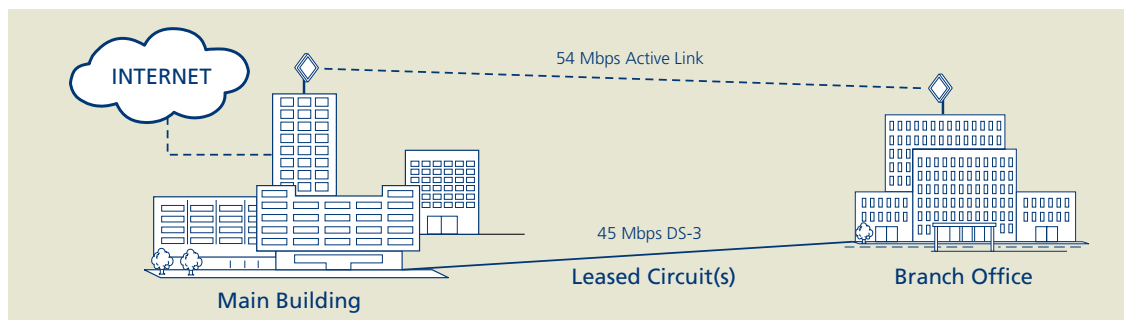 INTERNET
54 Mbps Active Link
45 Mbps DS-3
Leased Circuit(s)
Main Building
Branch Office